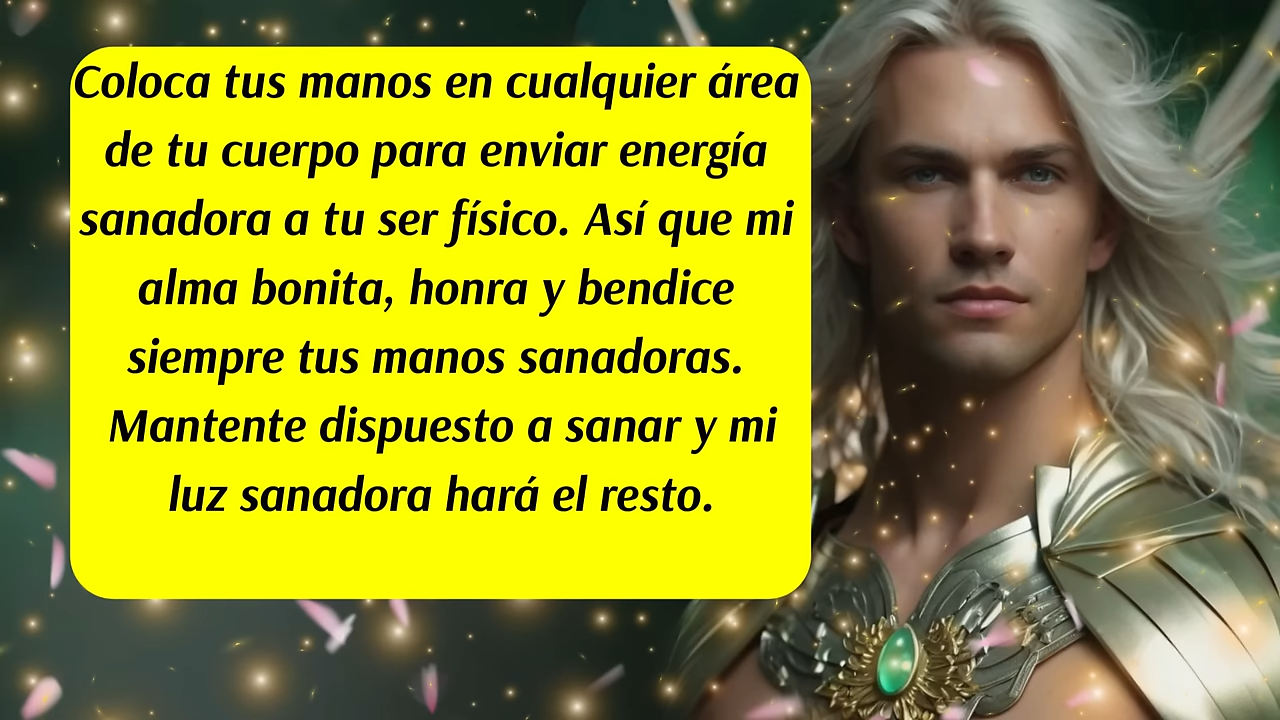 Coloca tus manos en cualquier área
de tu cuerpo para enviar energía
sanadora a tu ser físico. Así que mi
alma bonita, honra y bendice
siempre tus manos sanadoras.
Mantente dispuesto a sanar y mi
luz sanadora hará el resto.